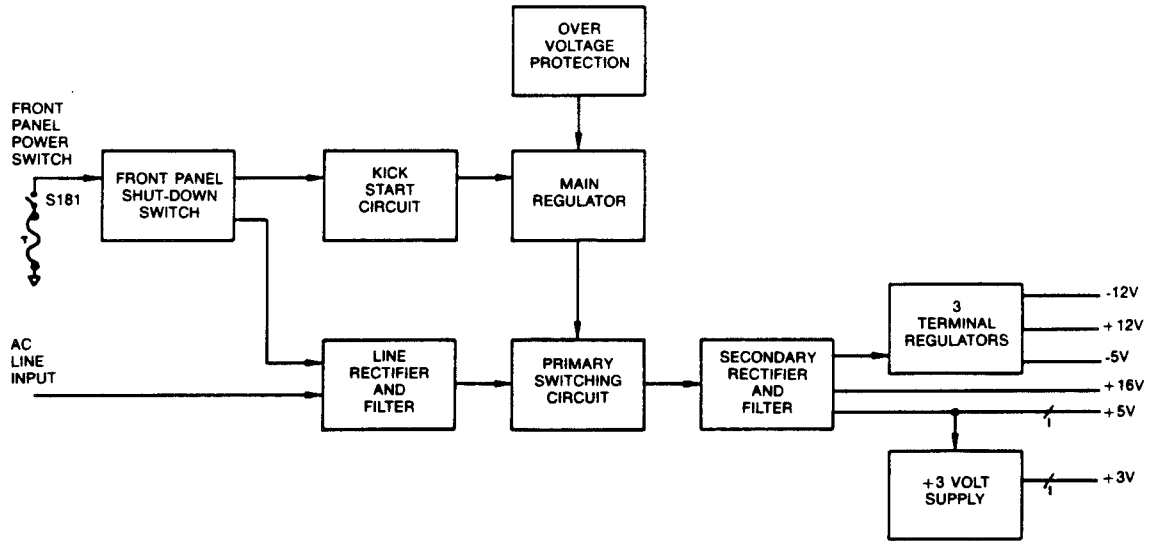 OVER
VOLTAGE
PROTECTION
FRONT
PANEL
POWER
SWITCH
S181
FRONT PANEL
SHUT-DOWN
SWITCH
KICK
START
CIRCUIT
MAIN
REGULATOR
AC
LINE
INPUT
LINE
RECTIFIER
AND
FILTER
PRIMARY
SWITCHING
CIRCUIT
SECONDARY
RECTIFIER
AND
FILTER
3
TERMINAL
REGULATORS
-12V
+12V
-5V
+16V
+5V
1
+3 VOLT
SUPPLY
+3V
1